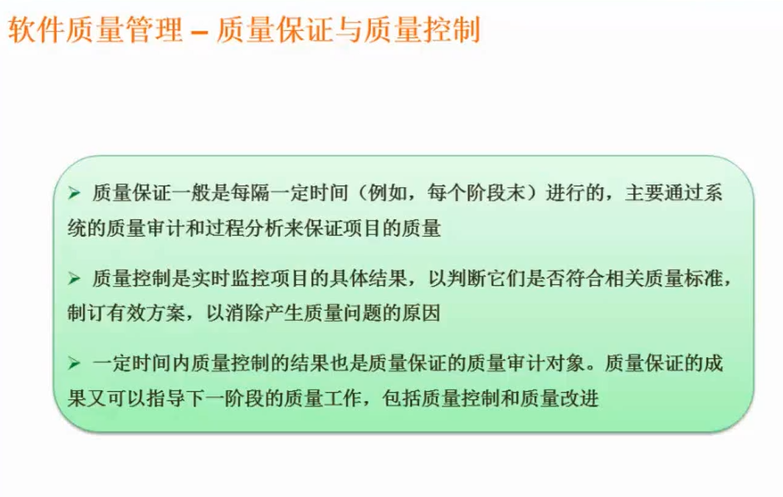 软件质量管理 – 质量保证与质量控制
➢ 质量保证一般是每隔一定时间（例如，每个阶段末）进行的，主要通过系
统的质量审计和过程分析来保证项目的质量
➢ 质量控制是实时监控项目的具体结果，以判断它们是否符合相关质量标准，
制订有效方案，以消除产生质量问题的原因
➢ 一定时间内质量控制的结果也是质量保证的质量审计对象。质量保证的成
果又可以指导下一阶段的质量工作，包括质量控制和质量改进